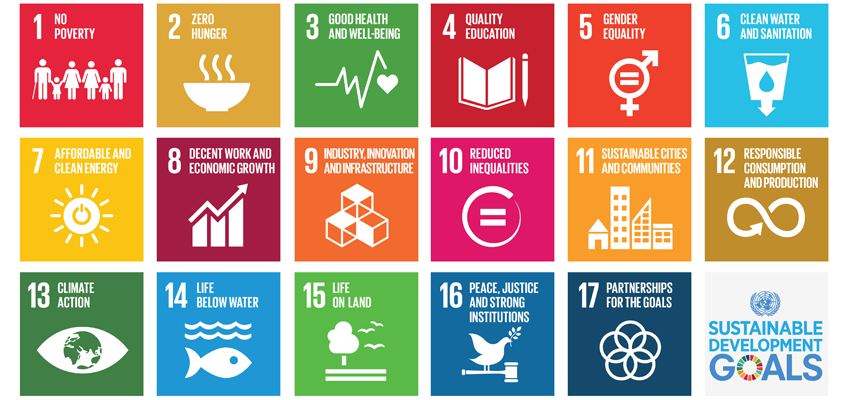 1 NO
POVERTY
2 ZERO
HUNGER
3 GOOD HEALTH
AND WELL-BEING
4 QUALITY
EDUCATION
5 GENDER
EQUALITY
6 CLEAN WATER
AND SANITATION
7 AFFORDABLE AND
CLEAN ENERGY
8 DECENT WORK AND
ECONOMIC GROWTH
9 INDUSTRY, INNOVATION
AND INFRASTRUCTURE
10 REDUCED
INEQUALITIES
11 SUSTAINABLE CITIES
AND COMMUNITIES
12 RESPONSIBLE
CONSUMPTION
AND PRODUCTION
13 CLIMATE
ACTION
14 LIFE
BELOW WATER
15 LIFE
ON LAND
16 PEACE, JUSTICE
AND STRONG
INSTITUTIONS
17 PARTNERSHIPS
FOR THE GOALS
SUSTAINABLE
DEVELOPMENT
GOALS